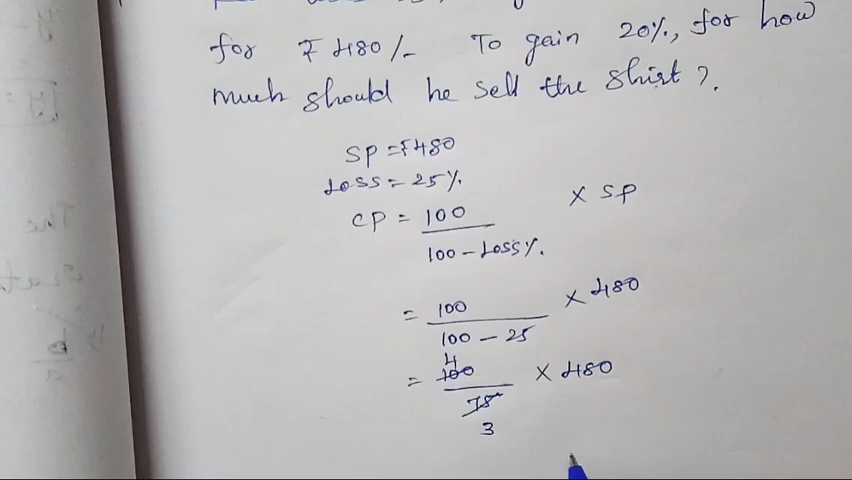 for ₹ 480/- To gain 20%, for how
much should he sell the shirt ?.
SP = ₹480
Loss = 25%
CP = 100 / 100 - Loss% × SP
= 100 / 100 - 25 × 480
4
= 100 / 75 × 480
3
The